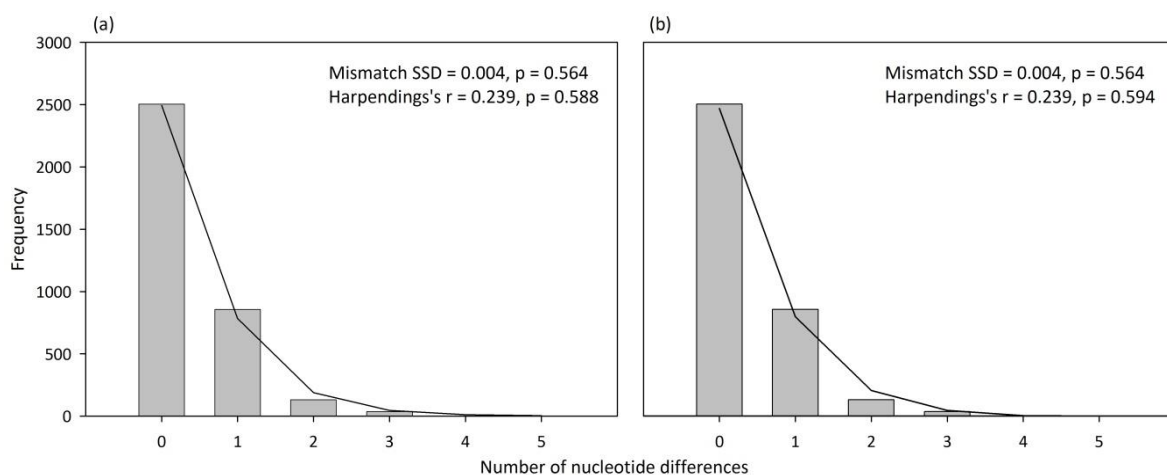 (a)
(b)
3000
2500
2000
1500
1000
500
0
Frequency
Mismatch SSD = 0.004, p = 0.564
Harpendings's r = 0.239, p = 0.588
Mismatch SSD = 0.004, p = 0.564
Harpendings's r = 0.239, p = 0.594
0 1 2 3 4 5
0 1 2 3 4 5
Number of nucleotide differences